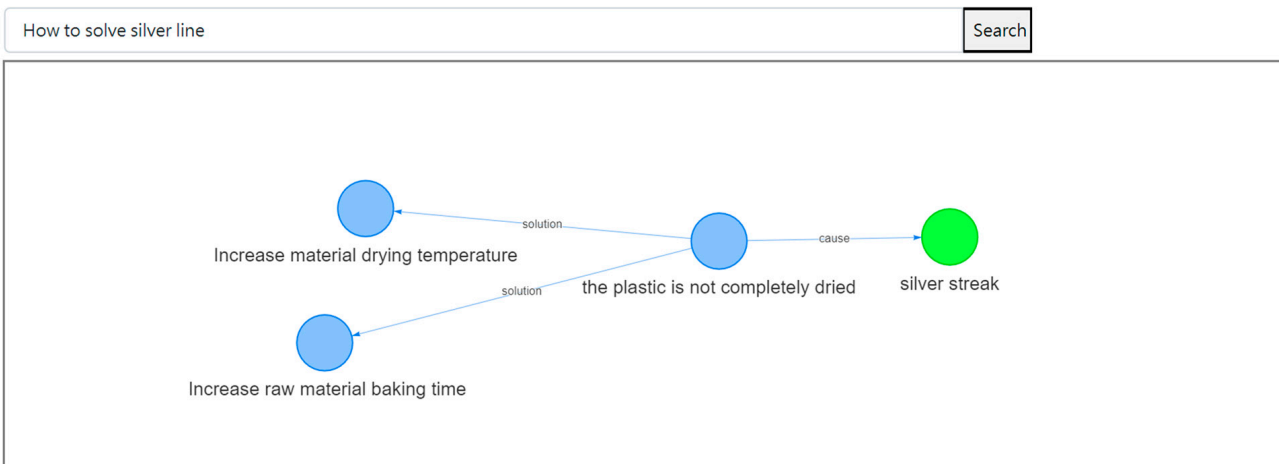 How to solve silver line
Search
solution
Increase material drying temperature
cause
the plastic is not completely dried
silver streak
solution
Increase raw material baking time